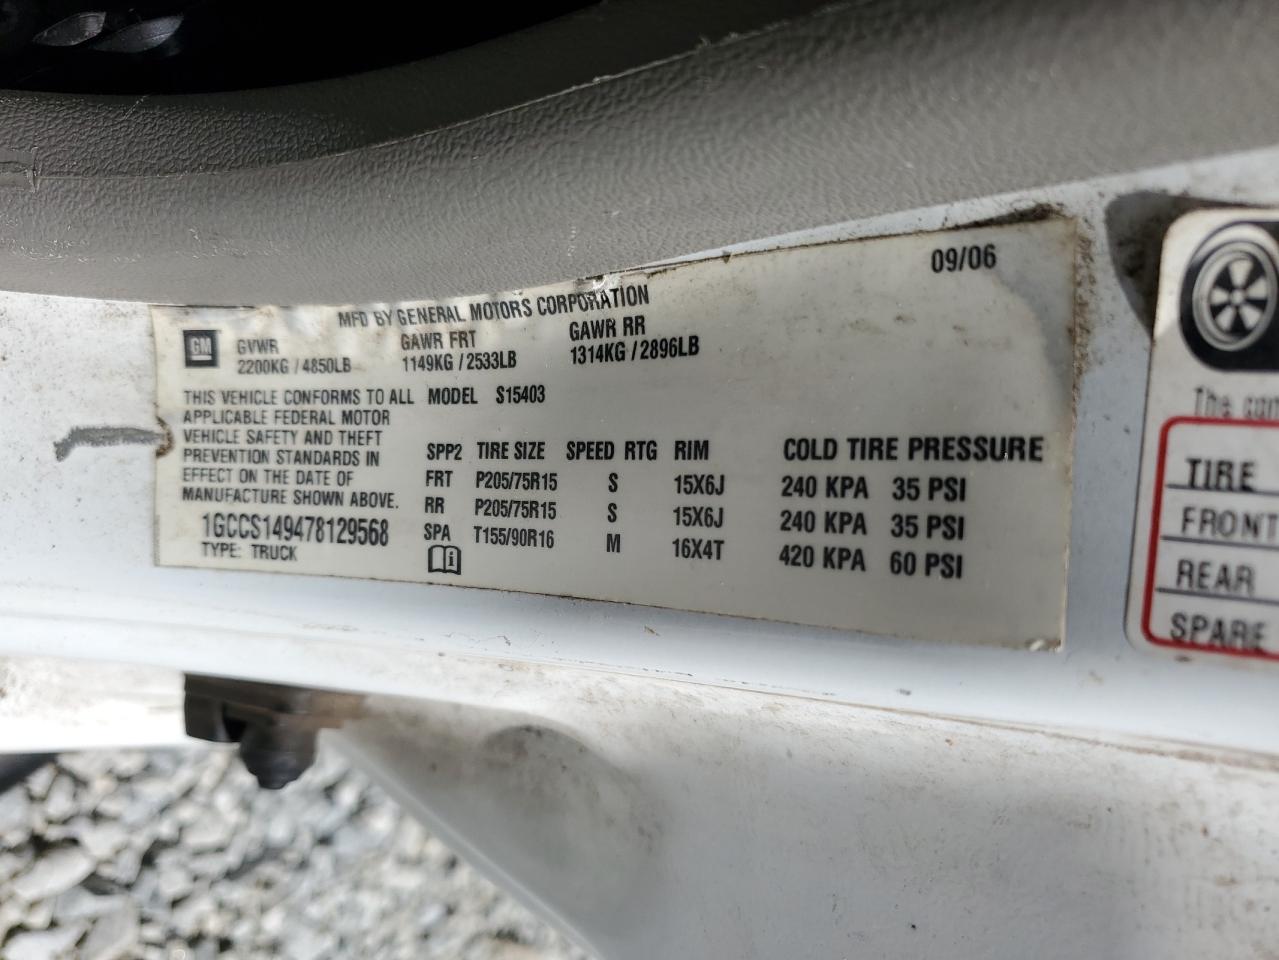 09/06
MFD BY GENERAL MOTORS CORPORATION
GM
GVWR GAWR FRT GAWR RR
2200KG / 4850LB 1149KG / 2533LB 1314KG / 2896LB
THIS VEHICLE CONFORMS TO ALL
APPLICABLE FEDERAL MOTOR
VEHICLE SAFETY AND THEFT
PREVENTION STANDARDS IN
EFFECT ON THE DATE OF
MANUFACTURE SHOWN ABOVE.
1GCCS149478129568
TYPE: TRUCK
MODEL S15403
SPP2 TIRE SIZE SPEED RTG RIM COLD TIRE PRESSURE
FRT P205/75R15 S 15X6J 240 KPA 35 PSI
RR P205/75R15 S 15X6J 240 KPA 35 PSI
SPA T155/90R16 M 16X4T 420 KPA 60 PSI
i
The
TIRE
FRONT
REAR
SPARE